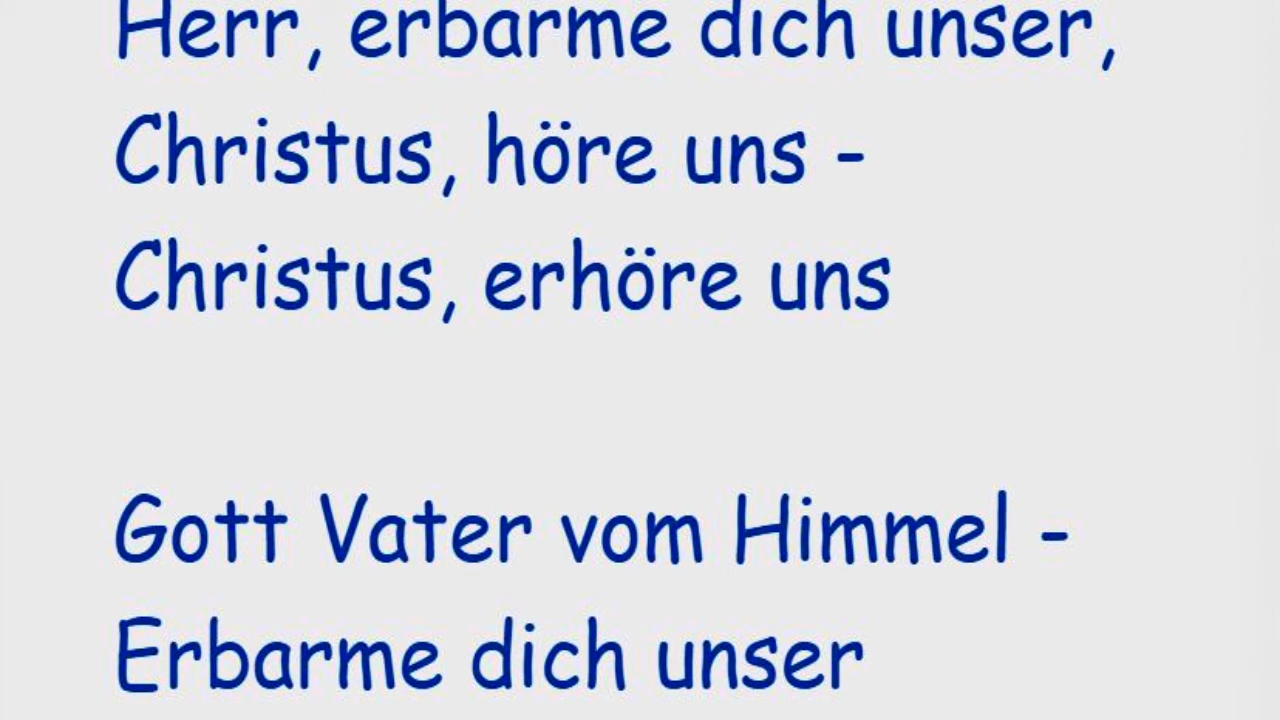 Herr, erbarme dich unser,
Christus, höre uns -
Christus, erhöre uns
Gott Vater vom Himmel -
Erbarme dich unser